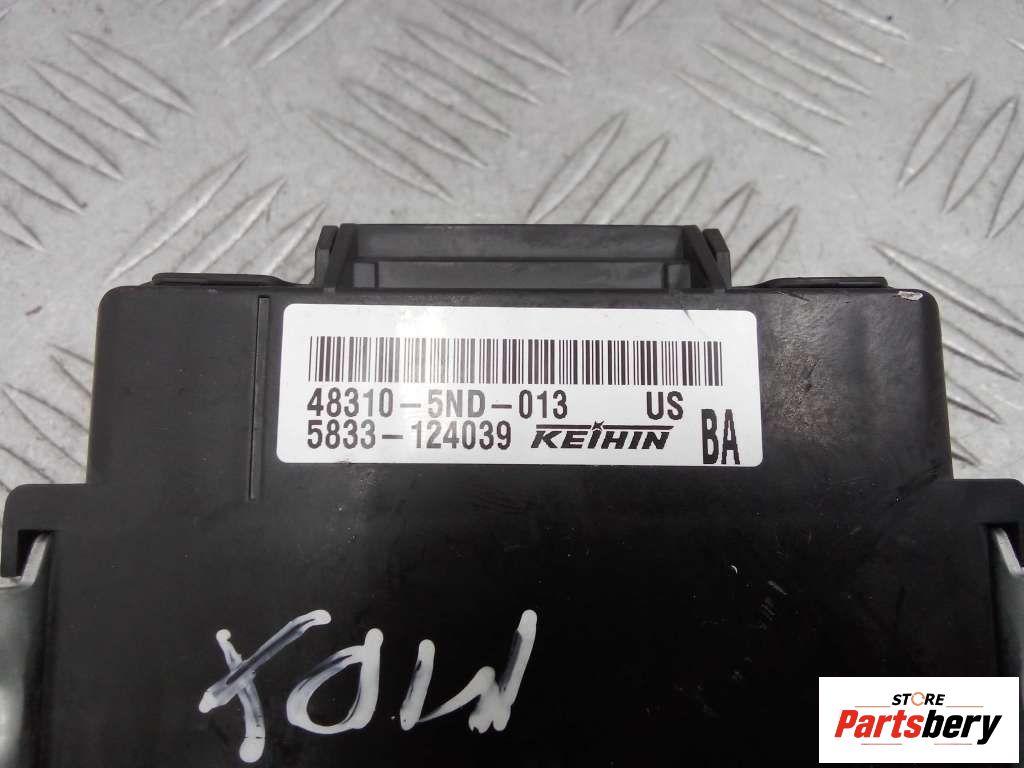 48310-5ND-013 US
5833-124039 KEIHIN BA
STORE
Partsbery